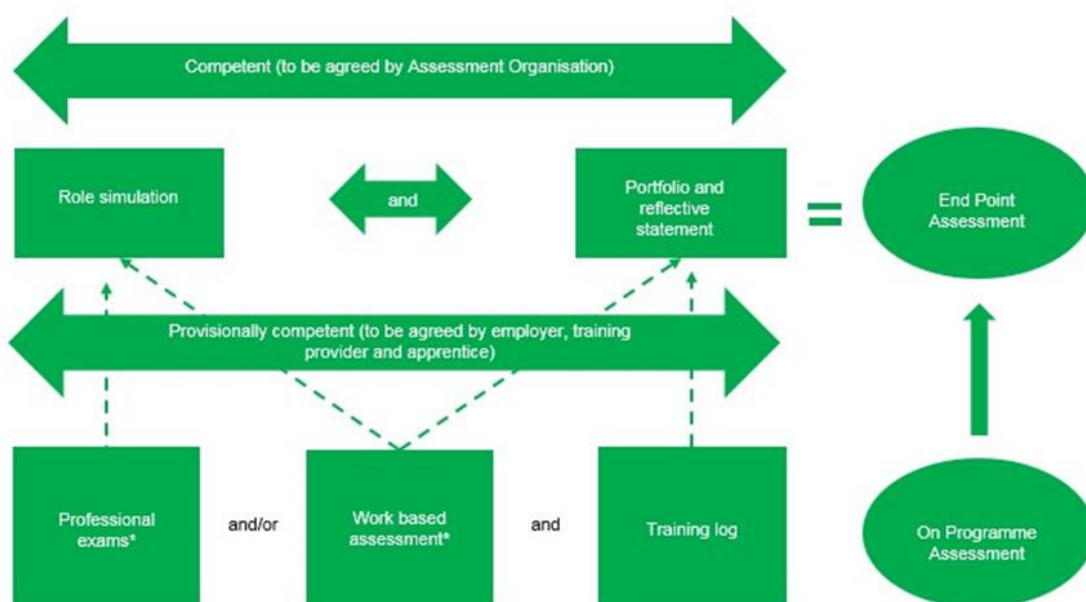 Competent (to be agreed by Assessment Organisation)
Role simulation
and
Portfolio and
reflective
statement
=
End Point
Assessment
Provisionally competent (to be agreed by employer, training
provider and apprentice)
Professional
exams*
and/or
Work based
assessment*
and
Training log
On Programme
Assessment